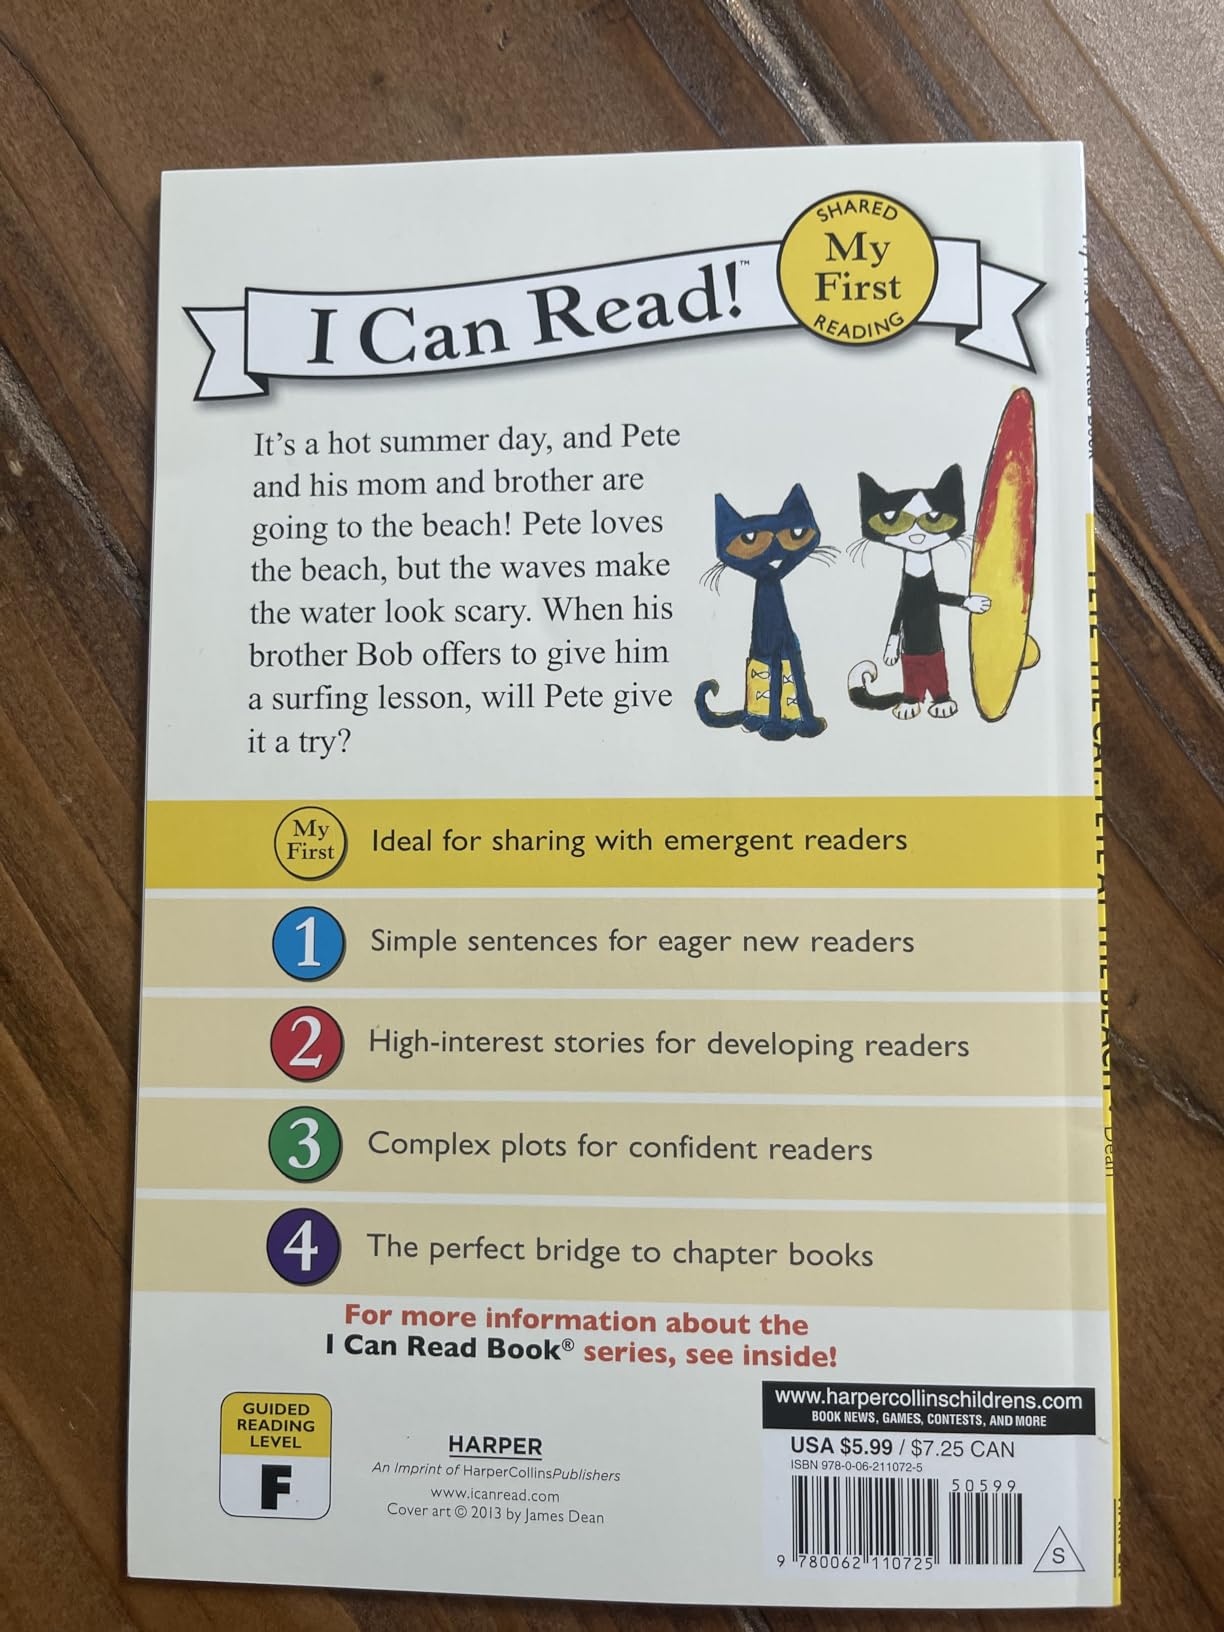 I Can Read!™
SHARED
My
First
READING
It's a hot summer day, and Pete
and his mom and brother are
going to the beach! Pete loves
the beach, but the waves make
the water look scary. When his
brother Bob offers to give him
a surfing lesson, will Pete give
it a try?
My
First
Ideal for sharing with emergent readers
1 Simple sentences for eager new readers
2 High-interest stories for developing readers
3 Complex plots for confident readers
4 The perfect bridge to chapter books
For more information about the
I Can Read Book® series, see inside!
GUIDED
READING
LEVEL
F
HARPER
An Imprint of HarperCollinsPublishers
www.icanread.com
Cover art © 2013 by James Dean
www.harpercollinschildrens.com
BOOK NEWS, GAMES, CONTESTS, AND MORE
USA $5.99 / $7.25 CAN
ISBN 978-0-06-211072-5
50599
9 780062 110725
S
Dean